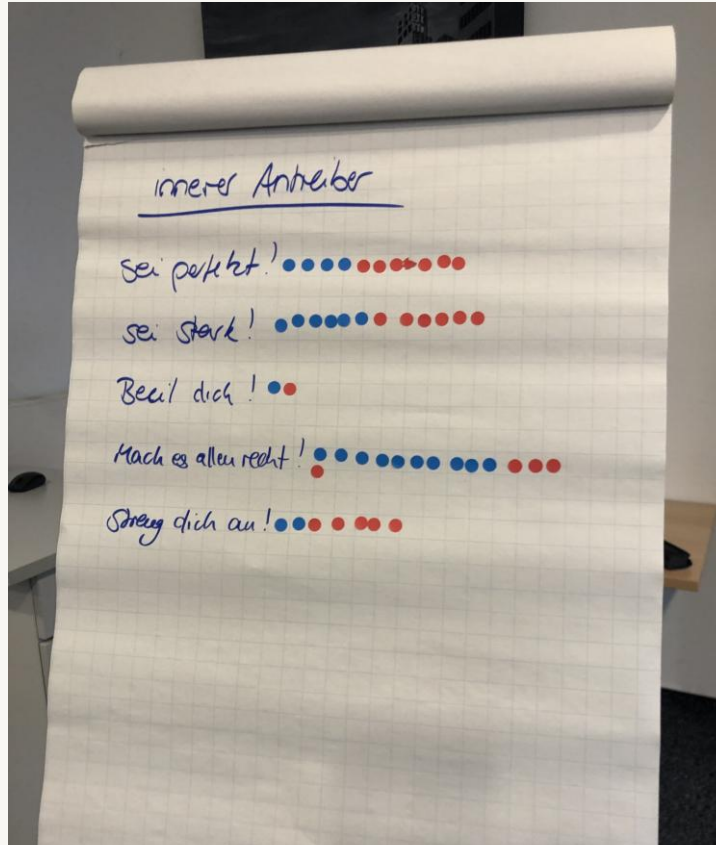 innerer Antreiber
sei perfekt!
sei stark!
Beeil dich!
Mach es allen recht!
Streng dich an!